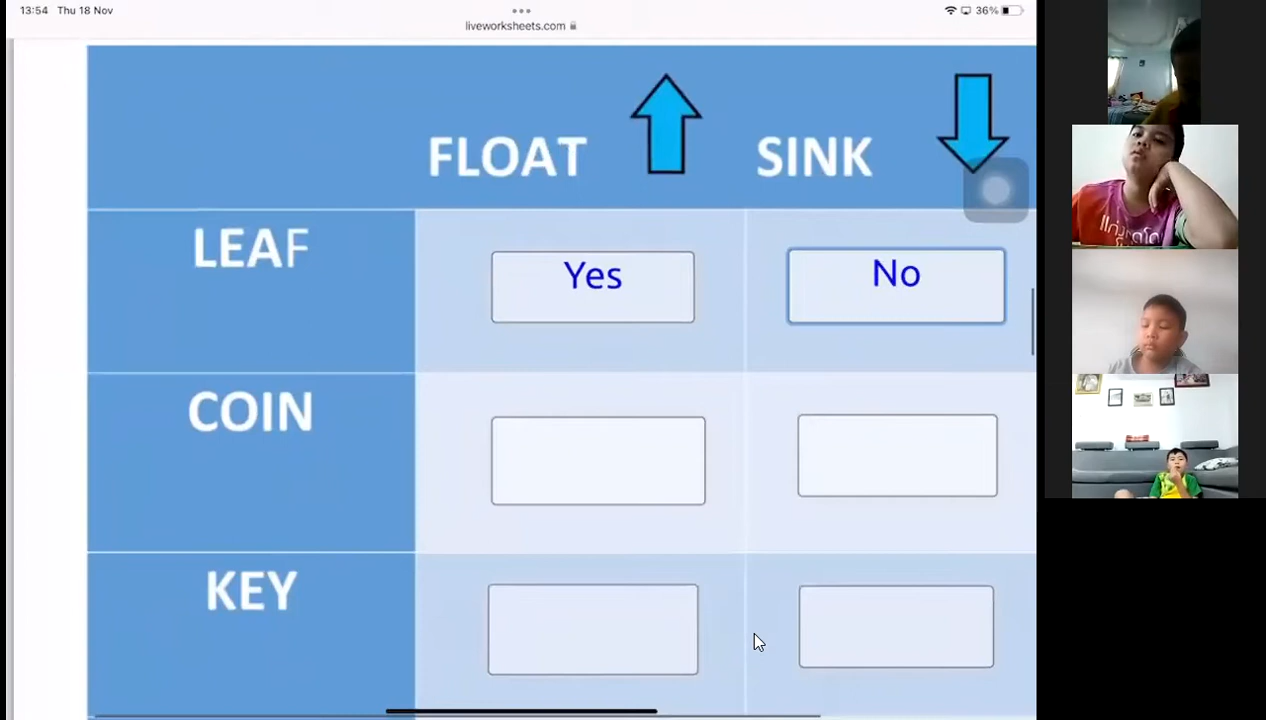 13:54 Thu 18 Nov
36%
liveworksheets.com
FLOAT SINK
LEAF Yes No
COIN
KEY